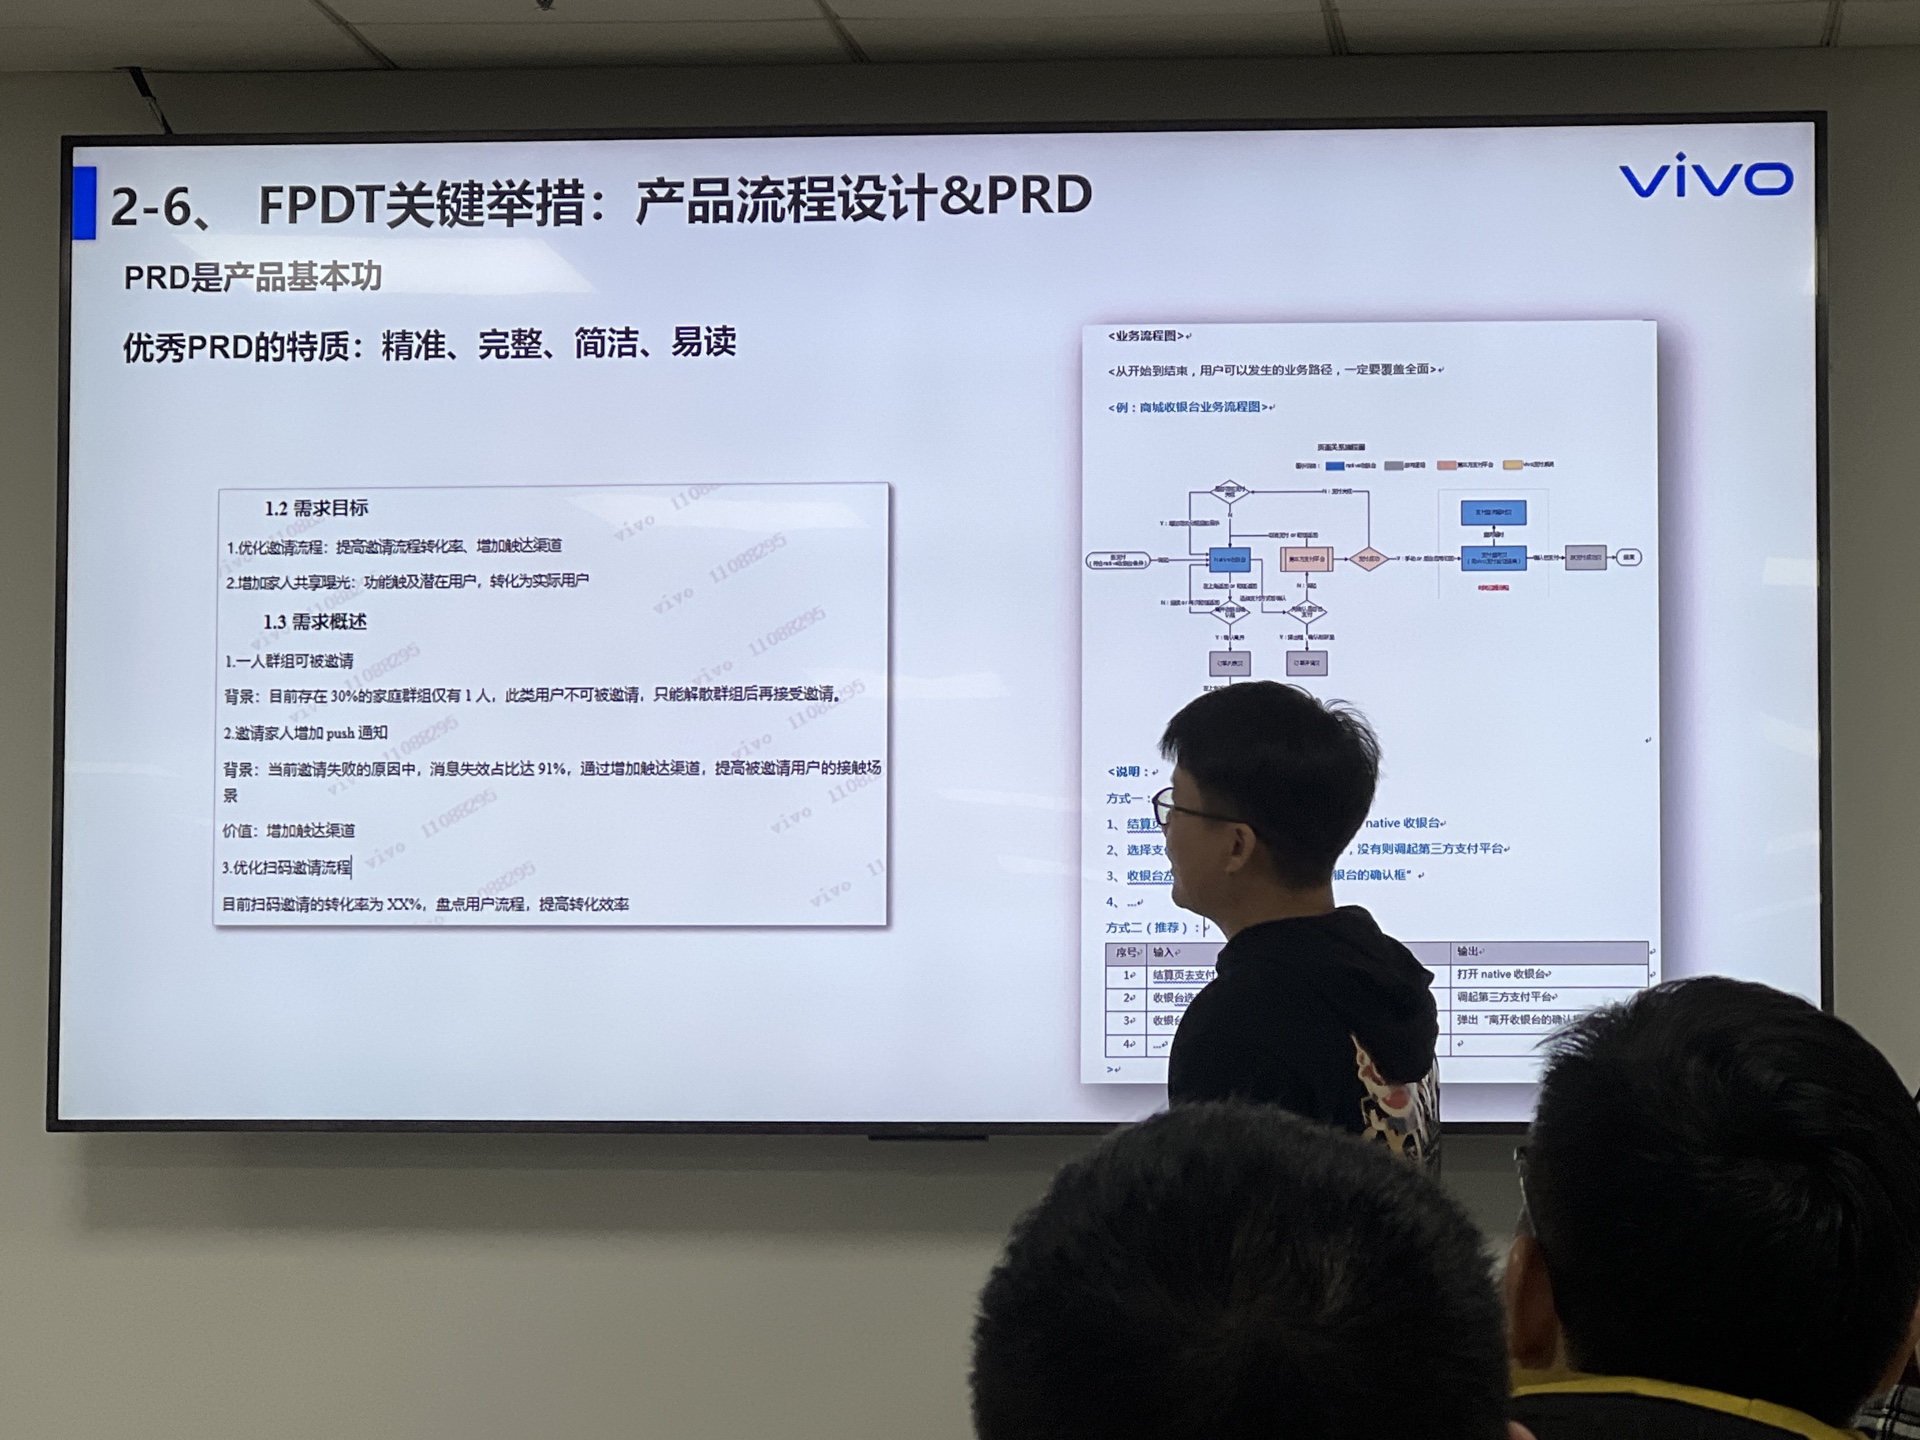 2-6、 FPDT关键举措：产品流程设计&PRD
vivo
PRD是产品基本功
优秀PRD的特质：精准、完整、简洁、易读
1.2 需求目标
1.优化邀请流程：提高邀请流程转化率、增加触达渠道
2.增加家人共享曝光：功能触及潜在用户，转化为实际用户
1.3 需求概述
1.一人群组可被邀请
背景：目前存在 30%的家庭群组仅有 1 人，此类用户不可被邀请，只能解散群组后再接受邀请。
2.邀请家人增加 push 通知
背景：当前邀请失败的原因中，消息失效占比达 91%，通过增加触达渠道，提高被邀请用户的接触场
景
价值：增加触达渠道
3.优化扫码邀请流程
目前扫码邀请的转化率为 XX%，盘点用户流程，提高转化效率
vivo 11088295
<业务流程图>
<从开始到结束，用户可以发生的业务路径，一定要覆盖全面>
<例：商城收银台业务流程图>
<说明：
方式一：
1、结算页 native 收银台
2、选择支 ，没有则调起第三方支付平台
3、收银台左 银台的确认框”
4、...
方式二（推荐）：
序号 输入 输出
1 结算页去支付 打开 native 收银台
2 收银台选 调起第三方支付平台
3 收银台 弹出“离开收银台的确认
4 ...
>